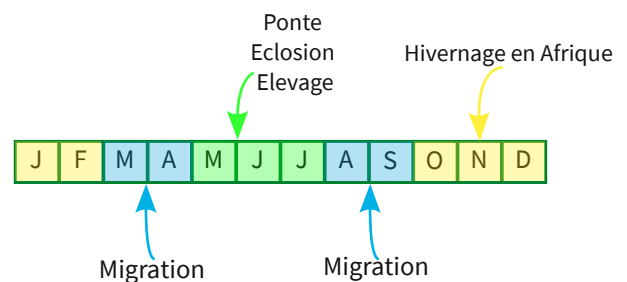 Ponte
Eclosion
Elevage
Hivernage en Afrique
J F M A M J J A S O N D
Migration
Migration